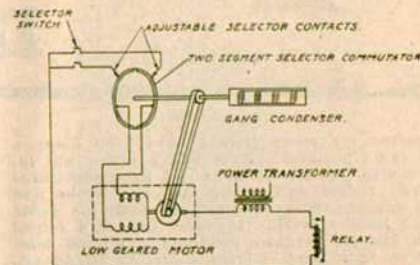 SELECTOR
SWITCH
ADJUSTABLE SELECTOR CONTACTS.
TWO SEGMENT SELECTOR COMMUTATOR
GANG CONDENSER.
POWER TRANSFORMER
LOW GEARED MOTOR
RELAY.